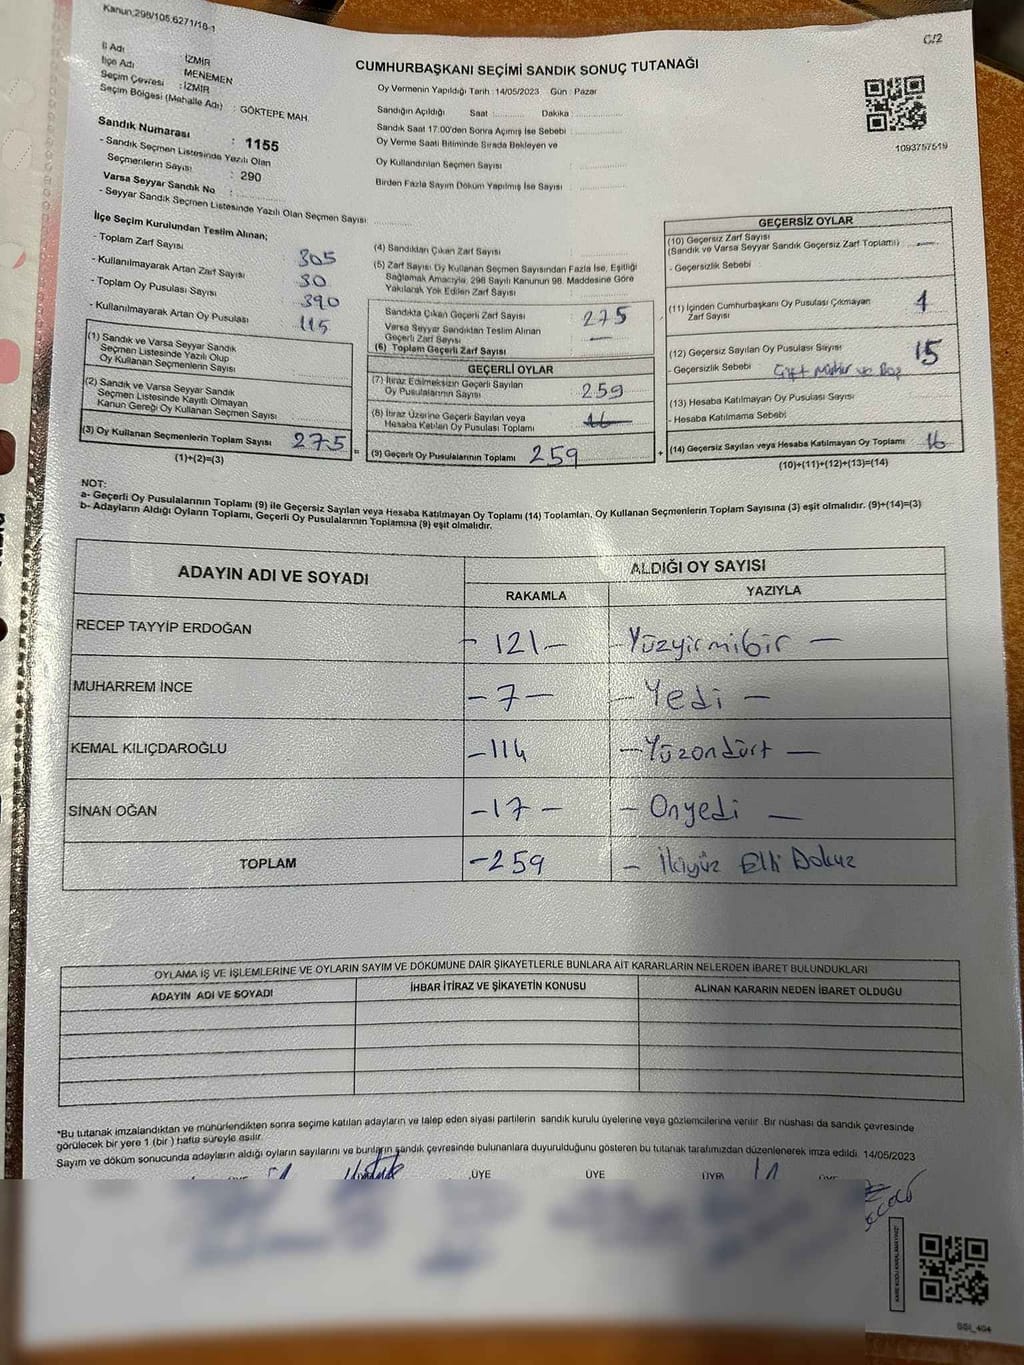 Kanun:298/105,6271/16-1
C/2
İl Adı : İZMİR
İlçe Adı : MENEMEN
Seçim Çevresi : İZMİR
Seçim Bölgesi (Mahalle Adı) : GÖKTEPE MAH.
Sandık Numarası : 1155
- Sandık Seçmen Listesinde Yazılı Olan
Seçmenlerin Sayısı : 290
Varsa Seyyar Sandık No :
- Seyyar Sandık Seçmen Listesinde Yazılı Olan Seçmen Sayısı:
CUMHURBAŞKANI SEÇİMİ SANDIK SONUÇ TUTANAĞI
Oy Vermenin Yapıldığı Tarih : 14/05/2023 Gün : Pazar
Sandığın Açıldığı Saat : Dakika :
Sandık Saat 17:00'den Sonra Açımış İse Sebebi :
Oy Verme Saati Bitiminde Sırada Bekleyen ve
Oy Kullandırılan Seçmen Sayısı :
Birden Fazla Sayım Döküm Yapılmış İse Sayısı :
1093757519
İlçe Seçim Kurulundan Teslim Alınan;
- Toplam Zarf Sayısı 305
- Kullanılmayarak Artan Zarf Sayısı 30
- Toplam Oy Pusulası Sayısı 390
- Kullanılmayarak Artan Oy Pusulası 115
(1) Sandık ve Varsa Seyyar Sandık
Seçmen Listesinde Yazılı Olup
Oy Kullanan Seçmenlerin Sayısı
(2) Sandık ve Varsa Seyyar Sandık
Seçmen Listesinde Kayıtlı Olmayan
Kanun Gereği Oy Kullanan Seçmen Sayısı
(3) Oy Kullanan Seçmenlerin Toplam Sayısı 275
(1)+(2)=(3)
(4) Sandıktan Çıkan Zarf Sayısı
(5) Zarf Sayısı Oy Kullanan Seçmen Sayısından Fazla İse, Eşitliği
Sağlamak Amacıyla, 298 Sayılı Kanunun 98. Maddesine Göre
Yakılarak Yok Edilen Zarf Sayısı
Sandıkta Çıkan Geçerli Zarf Sayısı 275
Varsa Seyyar Sandıktan Teslim Alınan
Geçerli Zarf Sayısı —
(6) Toplam Geçerli Zarf Sayısı
GEÇERLİ OYLAR
(7) İtiraz Edilmeksizin Geçerli Sayılan
Oy Pusulalarının Sayısı 259
(8) İtiraz Üzerine Geçerli Sayılan veya
Hesaba Katılan Oy Pusulası Toplamı 16
(9) Geçerli Oy Pusulalarının Toplamı 259
GEÇERSİZ OYLAR
(10) Geçersiz Zarf Sayısı
(Sandık ve Varsa Seyyar Sandık Geçersiz Zarf Toplamı) —
- Geçersizlik Sebebi
(11) İçinden Cumhurbaşkanı Oy Pusulası Çıkmayan
Zarf Sayısı 1
(12) Geçersiz Sayılan Oy Pusulası Sayısı 15
- Geçersizlik Sebebi Çift Mühür ve Boş
(13) Hesaba Katılmayan Oy Pusulası Sayısı
- Hesaba Katılmama Sebebi
(14) Geçersiz Sayılan veya Hesaba Katılmayan Oy Toplamı 16
(10)+(11)+(12)+(13)=(14)
NOT:
a- Geçerli Oy Pusulalarının Toplamı (9) ile Geçersiz Sayılan veya Hesaba Katılmayan Oy Toplamı (14) Toplamları, Oy Kullanan Seçmenlerin Toplam Sayısına (3) eşit olmalıdır. (9)+(14)=(3)
b- Adayların Aldığı Oyların Toplamı, Geçerli Oy Pusulalarının Toplamına (9) eşit olmalıdır.
ADAYIN ADI VE SOYADI
ALDIĞI OY SAYISI
RAKAMLA YAZIYLA
RECEP TAYYİP ERDOĞAN - 121 - - Yüzyirmibir -
MUHARREM İNCE - 7 - - Yedi -
KEMAL KILIÇDAROĞLU - 114 - Yüzondört -
SİNAN OĞAN - 17 - - Onyedi -
TOPLAM - 259 - İkiyüz Elli Dokuz
OYLAMA İŞ VE İŞLEMLERİNE VE OYLARIN SAYIM VE DÖKÜMÜNE DAİR ŞİKAYETLERLE BUNLARA AİT KARARLARIN NELERDEN İBARET BULUNDUKLARI
ADAYIN ADI VE SOYADI İHBAR İTİRAZ VE ŞİKAYETİN KONUSU ALINAN KARARIN NEDEN İBARET OLDUĞU
*Bu tutanak imzalandıktan ve mühürlendikten sonra seçime katılan adayların ve talep eden siyasi partilerin sandık kurulu üyelerine veya gözlemcilerine verilir. Bir nüshası da sandık çevresinde
görülecek bir yere 1 (bir ) hafta süreyle asılır.
Sayım ve döküm sonucunda adayların aldığı oyların sayılarını ve bunların sandık çevresinde bulunanlara duyurulduğunu gösteren bu tutanak tarafımızdan düzenlenerek imza edildi. 14/05/2023
ÜYE ÜYE ÜYE
SSI_404